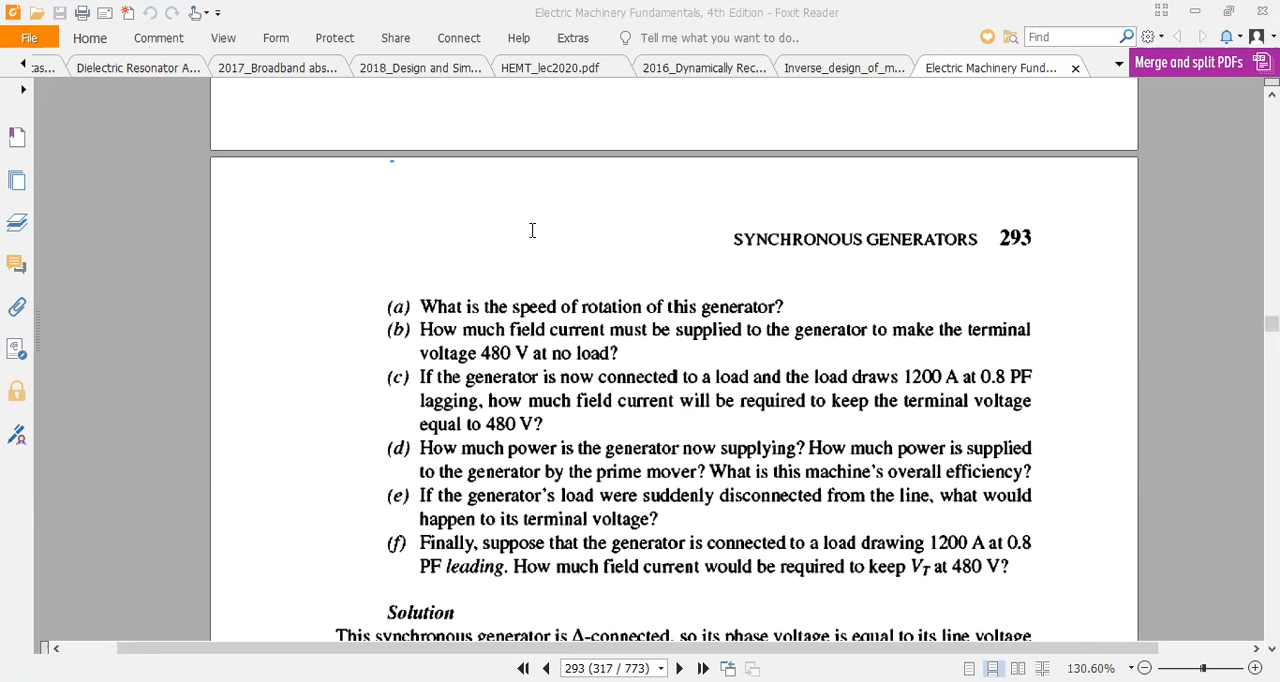 Electric Machinery Fundamentals, 4th Edition - Foxit Reader
File Home Comment View Form Protect Share Connect Help Extras Tell me what you want to do.. Find
tas... Dielectric Resonator A... 2017_Broadband abs... 2018_Design and Sim... HEMT_lec2020.pdf 2016_Dynamically Rec... Inverse_design_of_m... Electric Machinery Fund... Merge and split PDFs
SYNCHRONOUS GENERATORS 293
(a) What is the speed of rotation of this generator?
(b) How much field current must be supplied to the generator to make the terminal
voltage 480 V at no load?
(c) If the generator is now connected to a load and the load draws 1200 A at 0.8 PF
lagging, how much field current will be required to keep the terminal voltage
equal to 480 V?
(d) How much power is the generator now supplying? How much power is supplied
to the generator by the prime mover? What is this machine's overall efficiency?
(e) If the generator's load were suddenly disconnected from the line, what would
happen to its terminal voltage?
(f) Finally, suppose that the generator is connected to a load drawing 1200 A at 0.8
PF leading. How much field current would be required to keep VT at 480 V?
Solution
This synchronous generator is Δ-connected, so its phase voltage is equal to its line voltage
293 (317 / 773) 130.60%